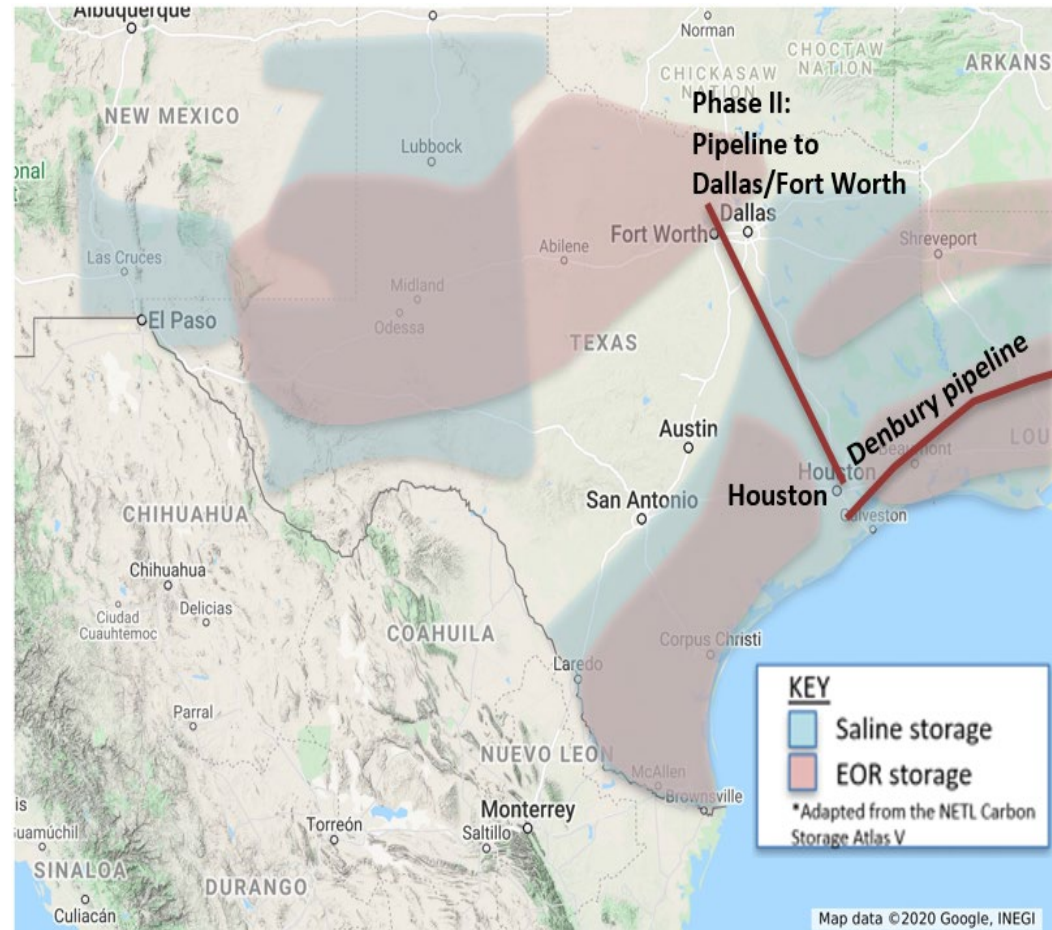 Albuquerque
Norman
CHOCTAW
NATION
ARKANS
CHICKASAW
NATION
NEW MEXICO
Phase II:
Pipeline to
Dallas/Fort Worth
Lubbock
Dallas
Fort Worth
Abilene
Shreveport
Las Cruces
Midland
Odessa
El Paso
TEXAS
Denbury pipeline
Austin
Beaumont
LOU
Houston
Houston
San Antonio
Galveston
CHIHUAHUA
Chihuahua
Delicias
Ciudad
Cuauhtemoc
COAHUILA
Corpus Christi
Laredo
Parral
NUEVO LEON
McAllen
Brownsville
Monterrey
Torreón
Saltillo
Guamúchil
SINALOA
DURANGO
Culiacán
KEY
Saline storage
EOR storage
*Adapted from the NETL Carbon
Storage Atlas V
Map data ©2020 Google, INEGI